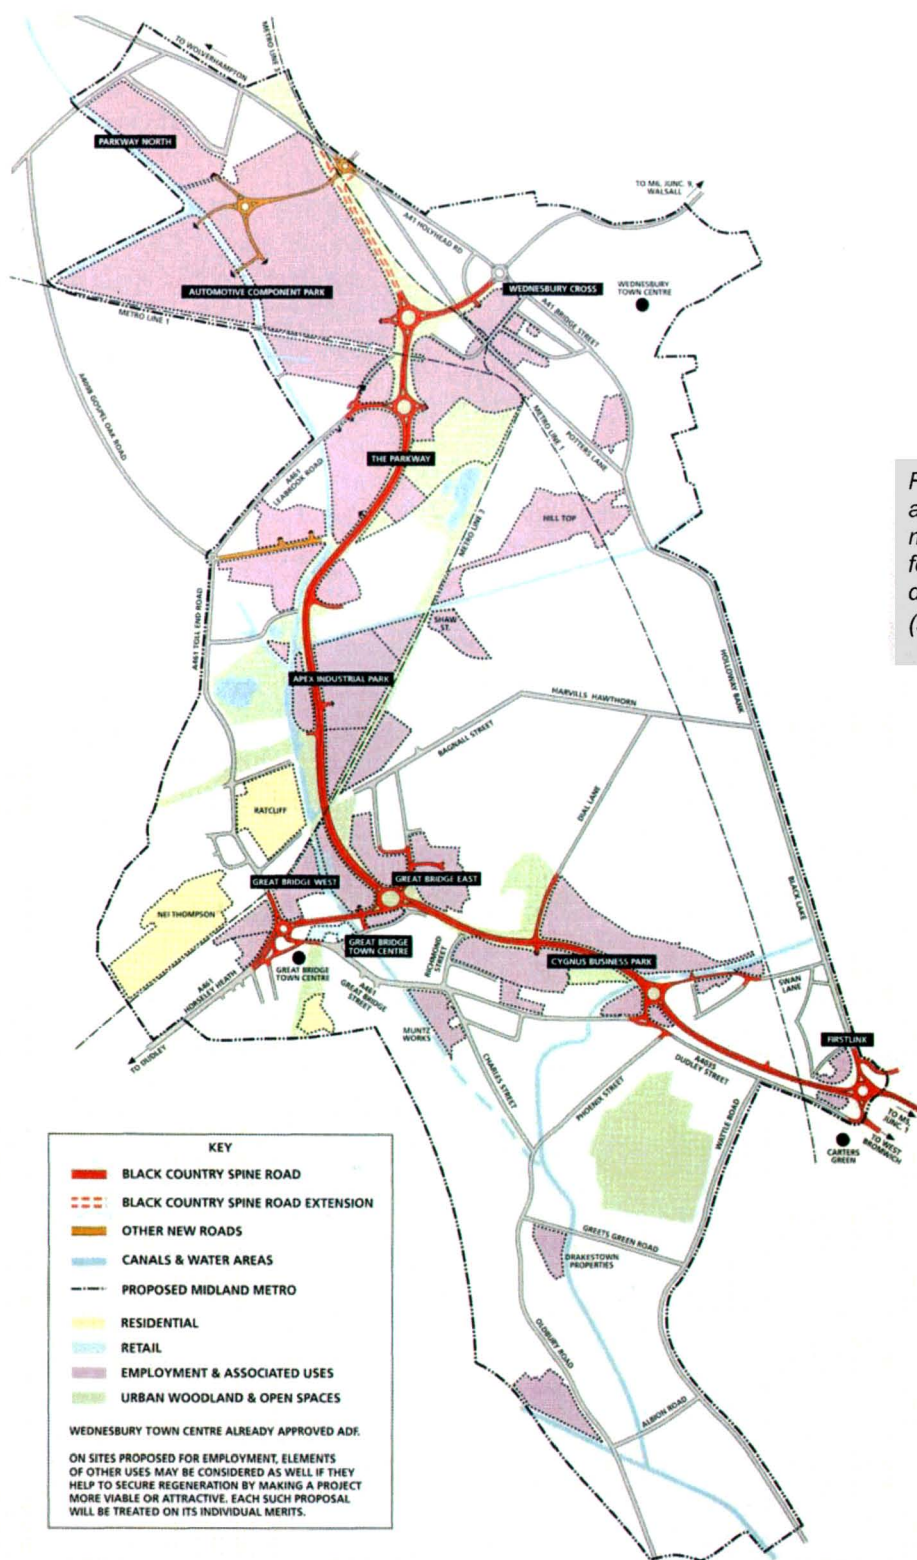 TO WOLVERHAMPTON
PARKWAY NORTH
TO M6, JUNC. 9,
WALSALL
A41 HOLYHEAD RD
AUTOMOTIVE COMPONENT PARK
WEDNESBURY CROSS
WEDNESBURY
TOWN CENTRE
METRO LINE 1
A41 BRIDGE STREET
GOSPEL OAK ROAD
METRO LINE 1
POTTERS LANE
A461
LEABROOK ROAD
THE PARKWAY
HILL TOP
A461 TOLL END ROAD
SHAW
ST.
APEX INDUSTRIAL PARK
HOLLOWAY BANK
HARVILLS HAWTHORN
BAGNALL STREET
DIAL LANE
RATCLIFF
GREAT BRIDGE WEST
GREAT BRIDGE EAST
BLACK LAKE
NEI THOMPSON
GREAT BRIDGE
TOWN CENTRE
RICHMOND
STREET
CYGNUS BUSINESS PARK
A461
HORSELEY HEATH
GREAT BRIDGE
TOWN CENTRE
A461
GREAT BRIDGE
STREET
SWAN
LANE
MUNTZ
WORKS
FIRSTLINK
TO DUDLEY
CHARLES STREET
PHOENIX STREET
DUDLEY STREET
WATTLE ROAD
TO M5,
JUNC. 1
TO WEST
BROMWICH
CARTERS
GREEN
GREETS GREEN ROAD
DRAKESTOWN
PROPERTIES
OLDBURY ROAD
ALBION ROAD
KEY
BLACK COUNTRY SPINE ROAD
BLACK COUNTRY SPINE ROAD EXTENSION
OTHER NEW ROADS
CANALS & WATER AREAS
PROPOSED MIDLAND METRO
RESIDENTIAL
RETAIL
EMPLOYMENT & ASSOCIATED USES
URBAN WOODLAND & OPEN SPACES
WEDNESBURY TOWN CENTRE ALREADY APPROVED ADF.
ON SITES PROPOSED FOR EMPLOYMENT, ELEMENTS
OF OTHER USES MAY BE CONSIDERED AS WELL IF THEY
HELP TO SECURE REGENERATION BY MAKING A PROJECT
MORE VIABLE OR ATTRACTIVE. EACH SUCH PROPOSAL
WILL BE TREATED ON ITS INDIVIDUAL MERITS.